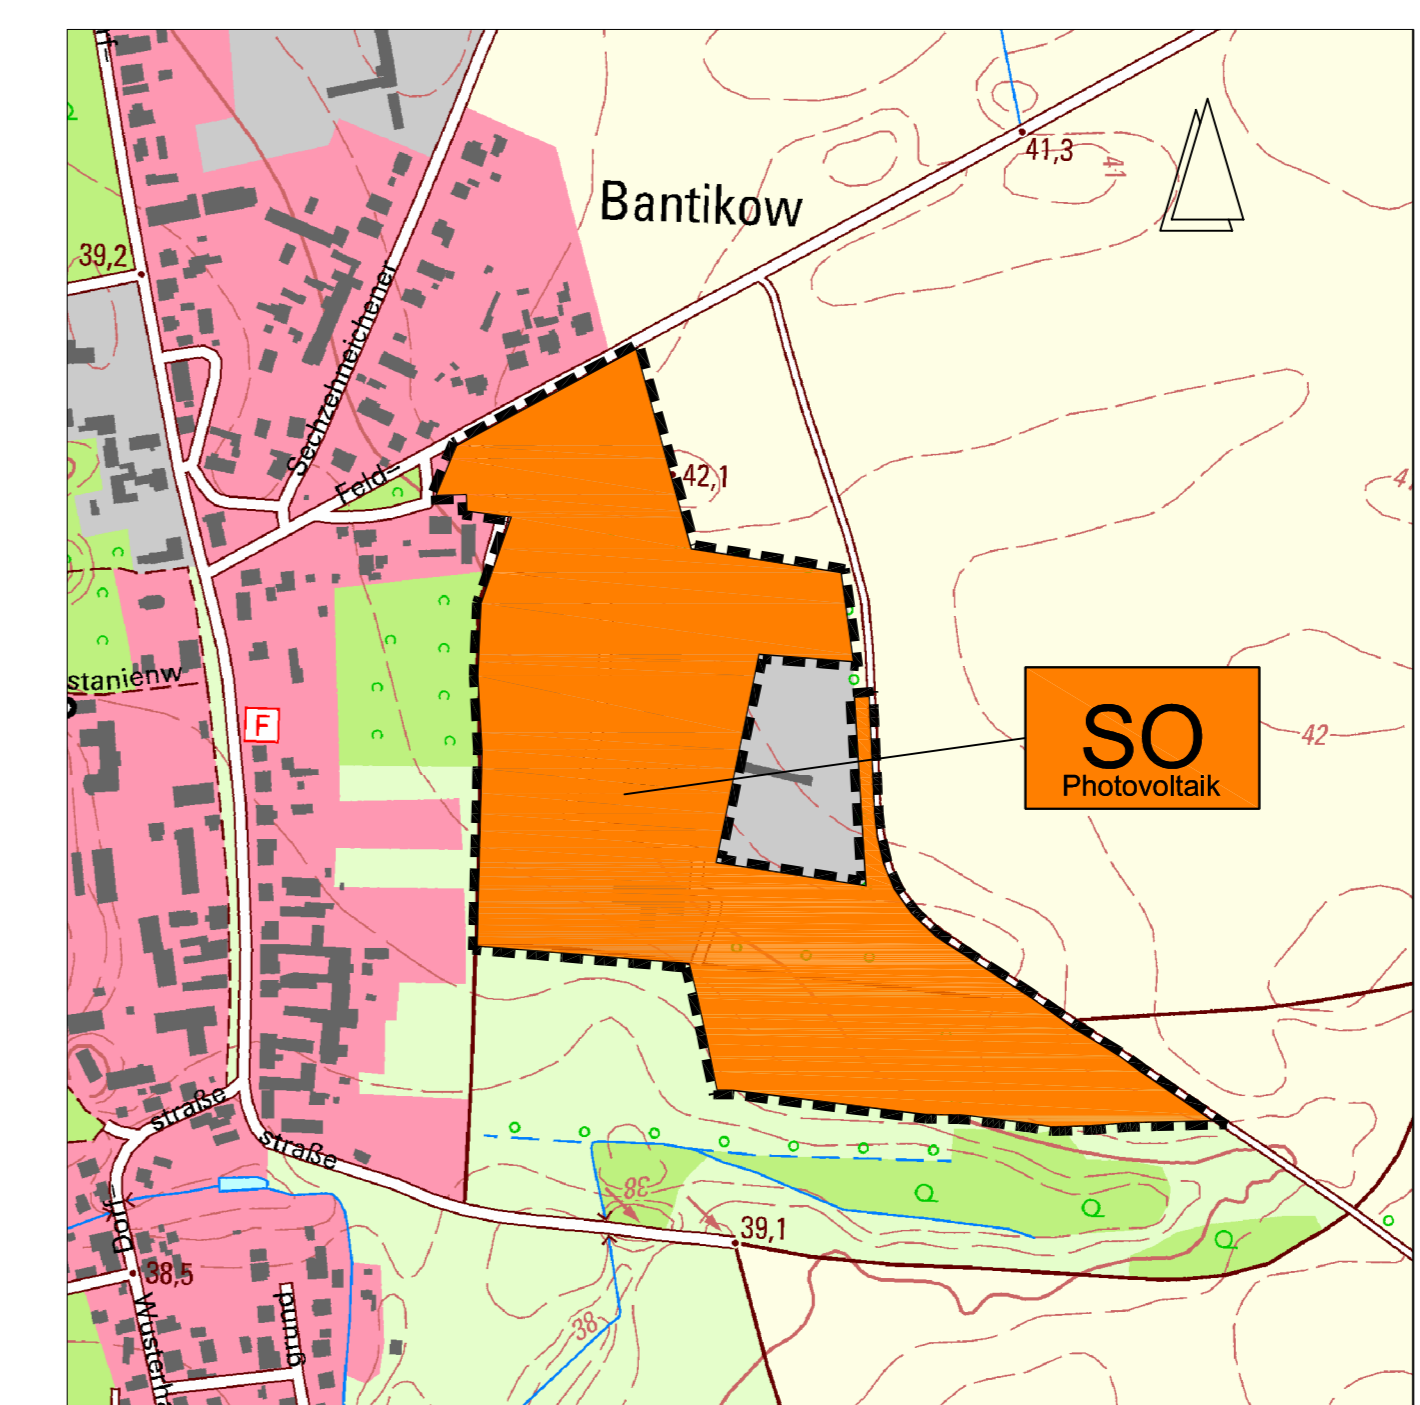 41,3
41
Bantikow
39,2
Sechzehneichener
Feld-
42,1
stanienw
F
SO
Photovoltaik
42
straße
straße
38
39,1
Dorf-
38,5
38
Wusterh
grund